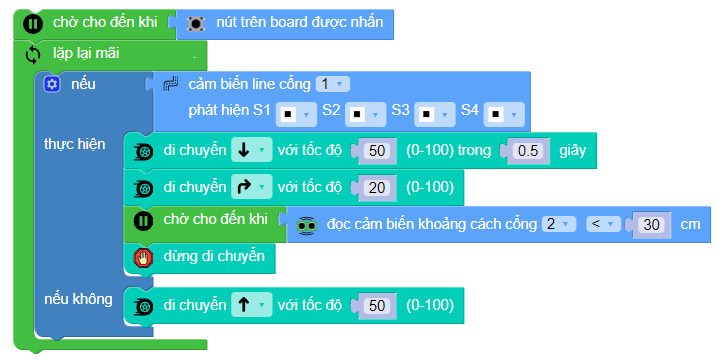 chờ cho đến khi nút trên board được nhấn
lặp lại mãi
nếu cảm biến line cổng 1
phát hiện S1 S2 S3 S4
thực hiện di chuyển với tốc độ 50 (0-100) trong 0.5 giây
di chuyển với tốc độ 20 (0-100)
chờ cho đến khi đọc cảm biến khoảng cách cổng 2 < 30 cm
dừng di chuyển
nếu không di chuyển với tốc độ 50 (0-100)